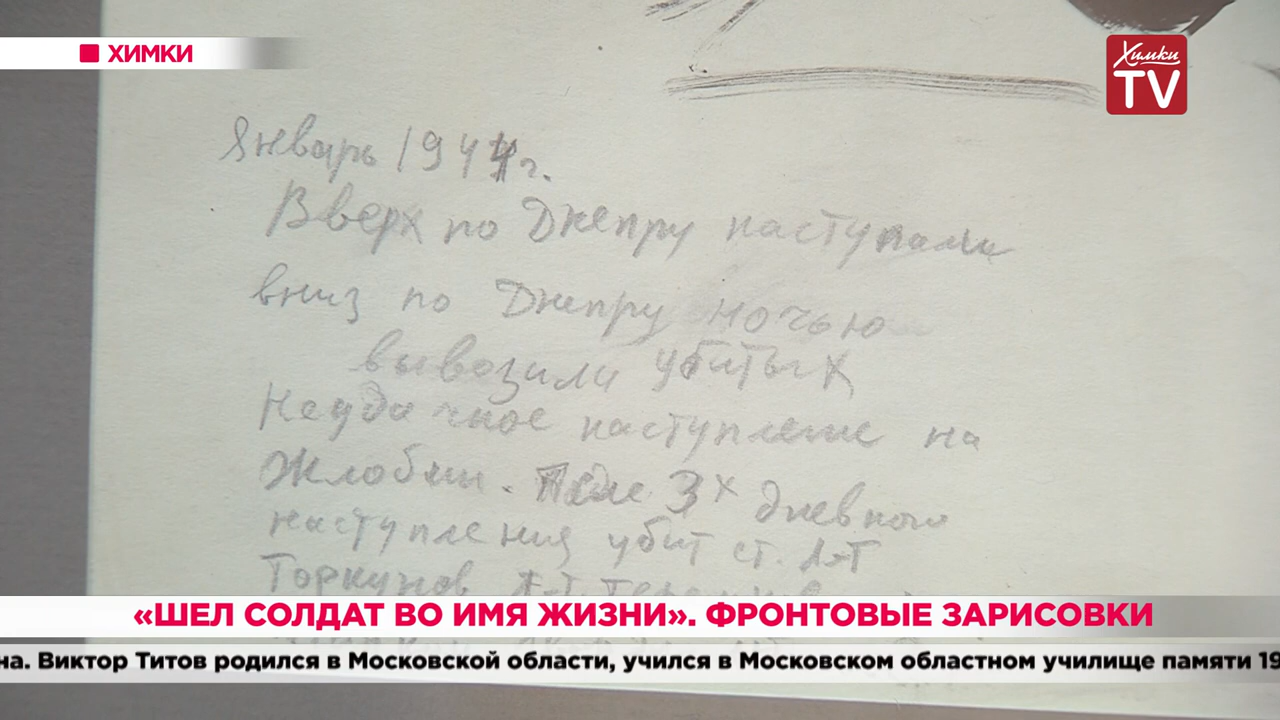 ХИМКИ
Химки
TV
Январь 1944 г.
Вверх по Днепру наступали
вниз по Днепру ночью
вывозили убитых
Неудачное наступление на
Жлобин. После 3х дневного
наступления убит ст. л-т
Торкунов л-т
«ШЕЛ СОЛДАТ ВО ИМЯ ЖИЗНИ». ФРОНТОВЫЕ ЗАРИСОВКИ
на. Виктор Титов родился в Московской области, учился в Московском областном училище памяти 19